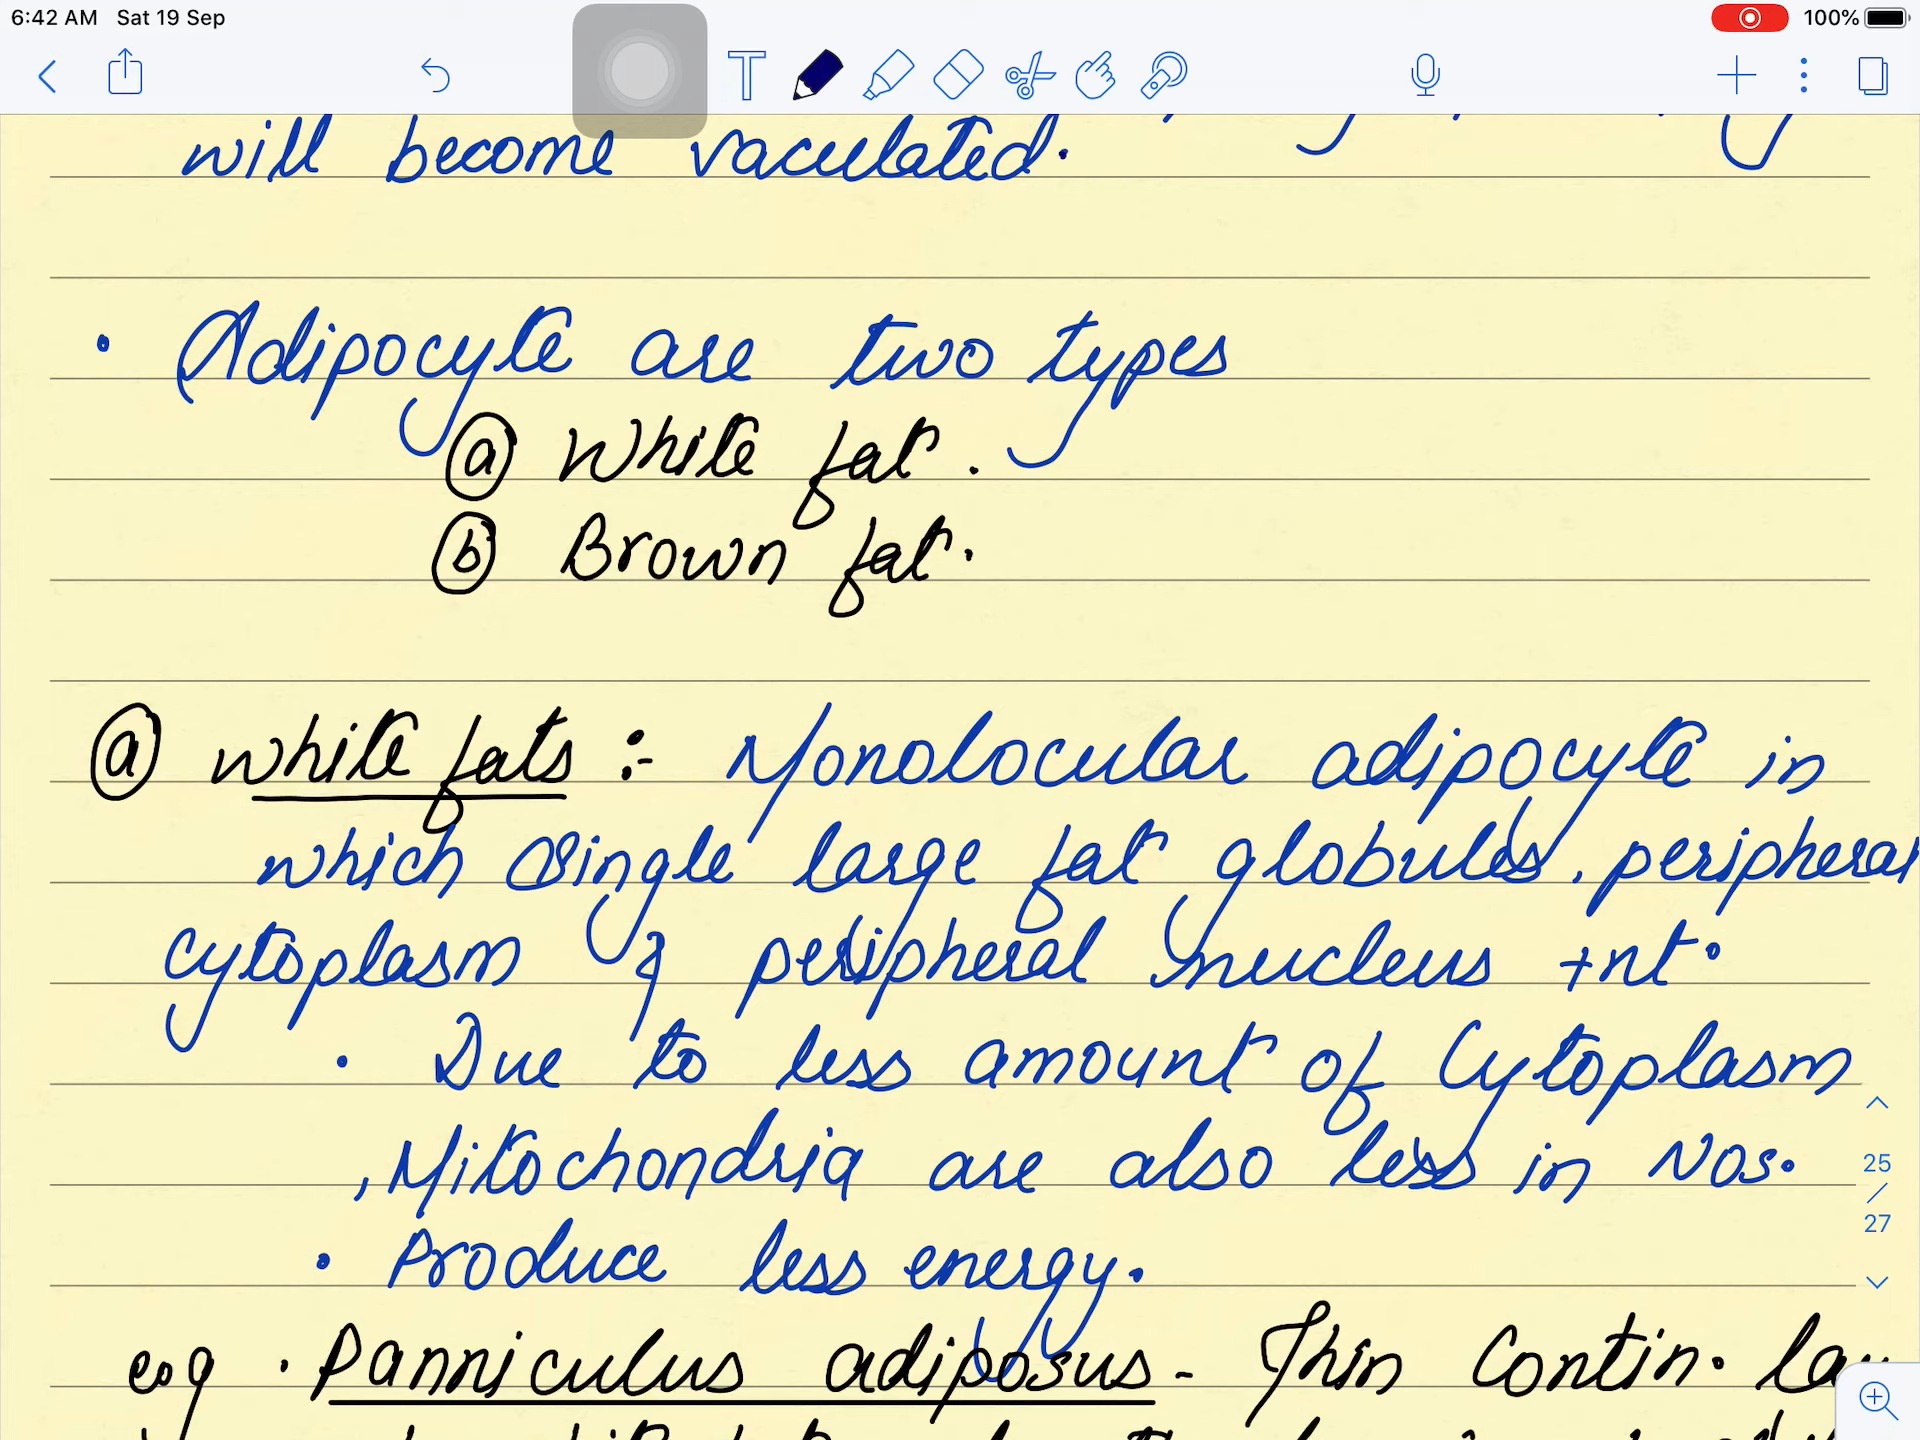 6:42 AM Sat 19 Sep
100%
T
will become vaculated.
• Adipocyte are two types
(a) White fat.
(b) Brown fat.
(a) white fats :- Monolocular adipocyte in
which single large fat globules, peripheral
cytoplasm & peripheral nucleus +nt.
• Due to less amount of Cytoplasm
, Mitochondria are also less in Nos.
• Produce less energy.
e.g. Panniculus adiposus - Thin Contin. lay
25
/
27